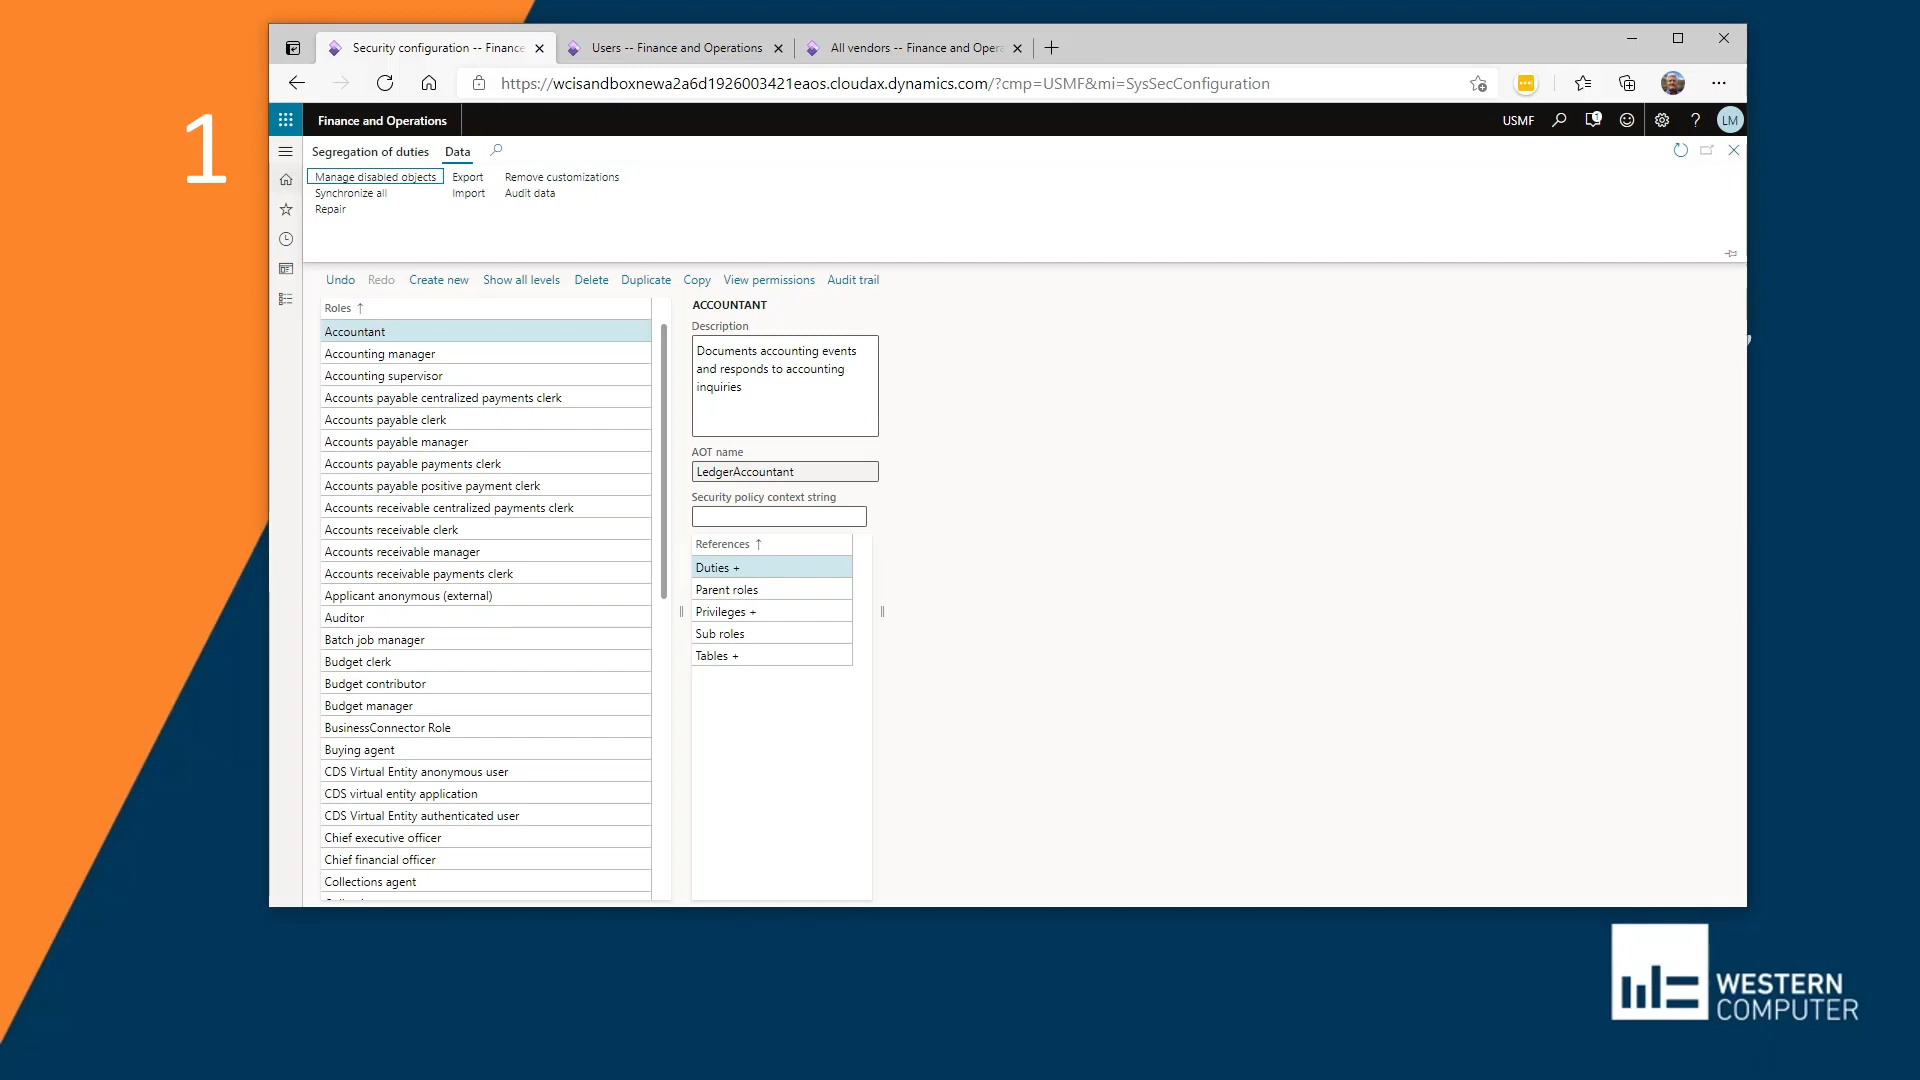 1
Security configuration -- Finance
Users -- Finance and Operations
All vendors -- Finance and Opera
https://wcisandboxnewa2a6d1926003421eaos.cloudax.dynamics.com/?cmp=USMF&mi=SysSecConfiguration
Finance and Operations
USMF
1
?
LM
Segregation of duties
Data
Manage disabled objects
Synchronize all
Repair
Export
Import
Remove customizations
Audit data
Undo
Redo
Create new
Show all levels
Delete
Duplicate
Copy
View permissions
Audit trail
Roles ↑
Accountant
Accounting manager
Accounting supervisor
Accounts payable centralized payments clerk
Accounts payable clerk
Accounts payable manager
Accounts payable payments clerk
Accounts payable positive payment clerk
Accounts receivable centralized payments clerk
Accounts receivable clerk
Accounts receivable manager
Accounts receivable payments clerk
Applicant anonymous (external)
Auditor
Batch job manager
Budget clerk
Budget contributor
Budget manager
BusinessConnector Role
Buying agent
CDS Virtual Entity anonymous user
CDS virtual entity application
CDS Virtual Entity authenticated user
Chief executive officer
Chief financial officer
Collections agent
ACCOUNTANT
Description
Documents accounting events
and responds to accounting
inquiries
AOT name
LedgerAccountant
Security policy context string
References ↑
Duties +
Parent roles
Privileges +
Sub roles
Tables +
WESTERN
COMPUTER